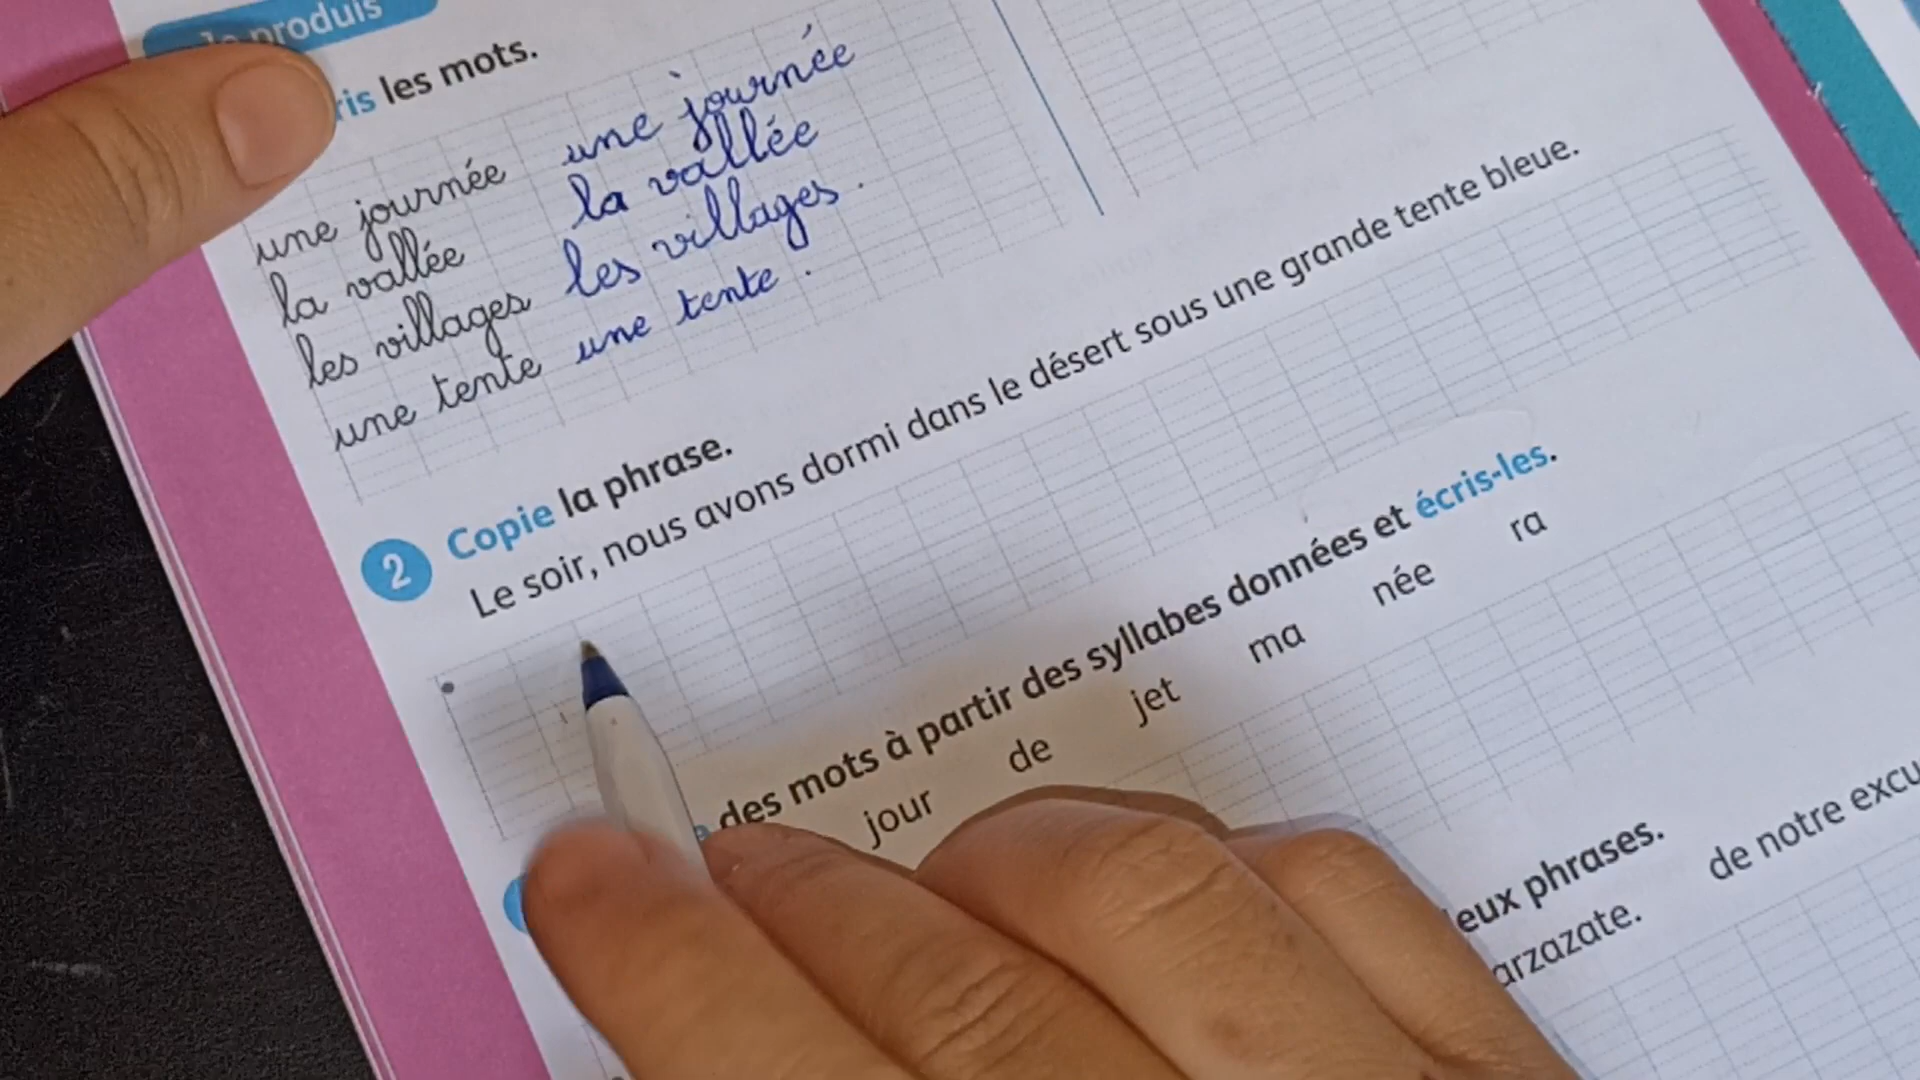 produis
ris les mots.
une journée une journée
la vallée la vallée
les villages les villages.
une tente une tente.
2 Copie la phrase.
Le soir, nous avons dormi dans le désert sous une grande tente bleue.
des mots à partir des syllabes données et écris-les.
jour de jet ma née ra
eux phrases.
arzazate. de notre excu